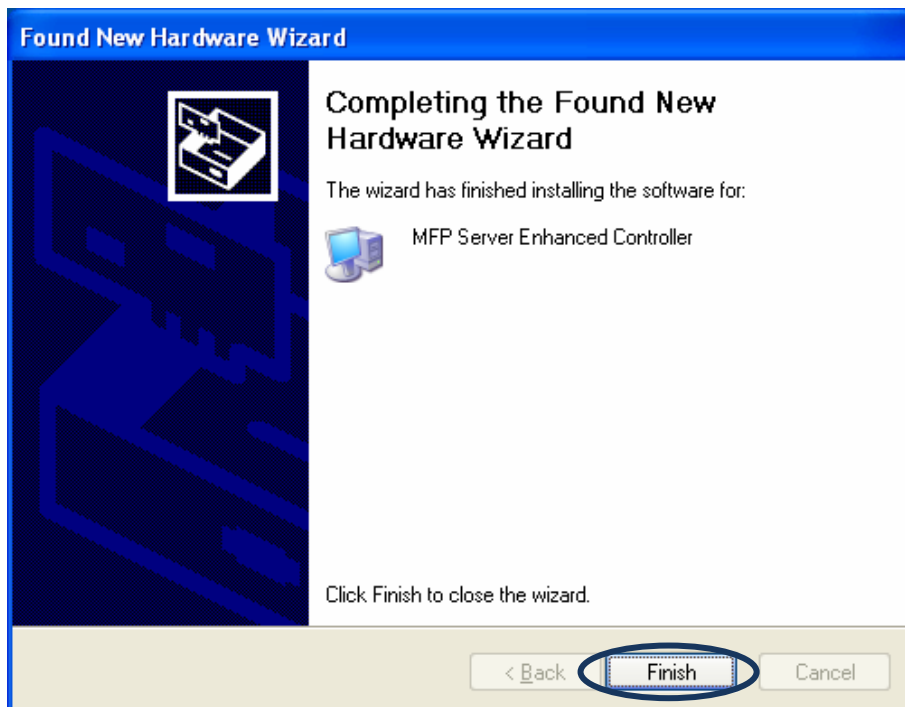 Found New Hardware Wizard
Completing the Found New
Hardware Wizard
The wizard has finished installing the software for:
MFP Server Enhanced Controller
Click Finish to close the wizard.
< Back
Finish
Cancel